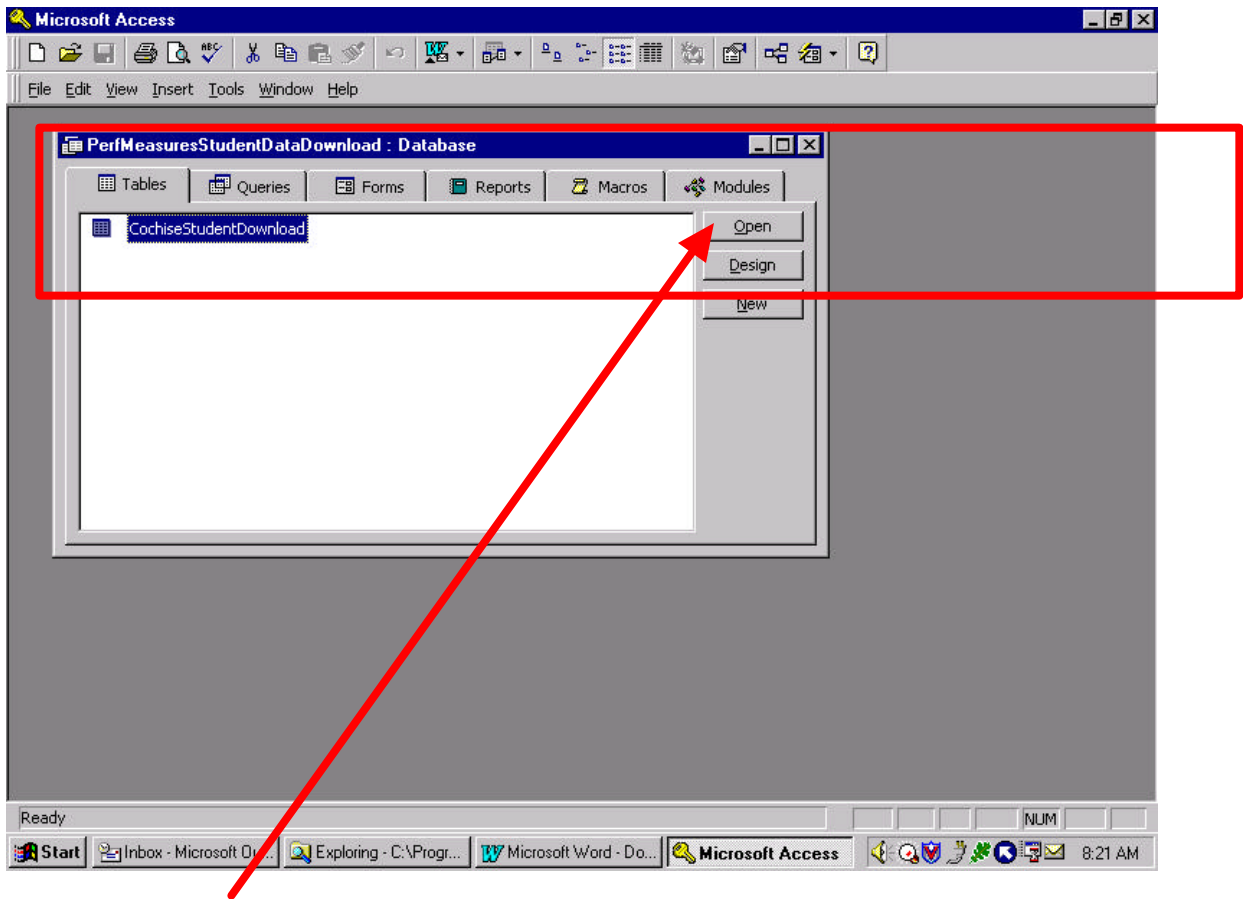 Microsoft Access
File Edit View Insert Tools Window Help
PerfMeasuresStudentDataDownload : Database
Tables Queries Forms Reports Macros Modules
CochiseStudentDownload
Open
Design
New
Ready NUM
Start Inbox - Microsoft Ou... Exploring - C:\Progr... Microsoft Word - Do... Microsoft Access 8:21 AM